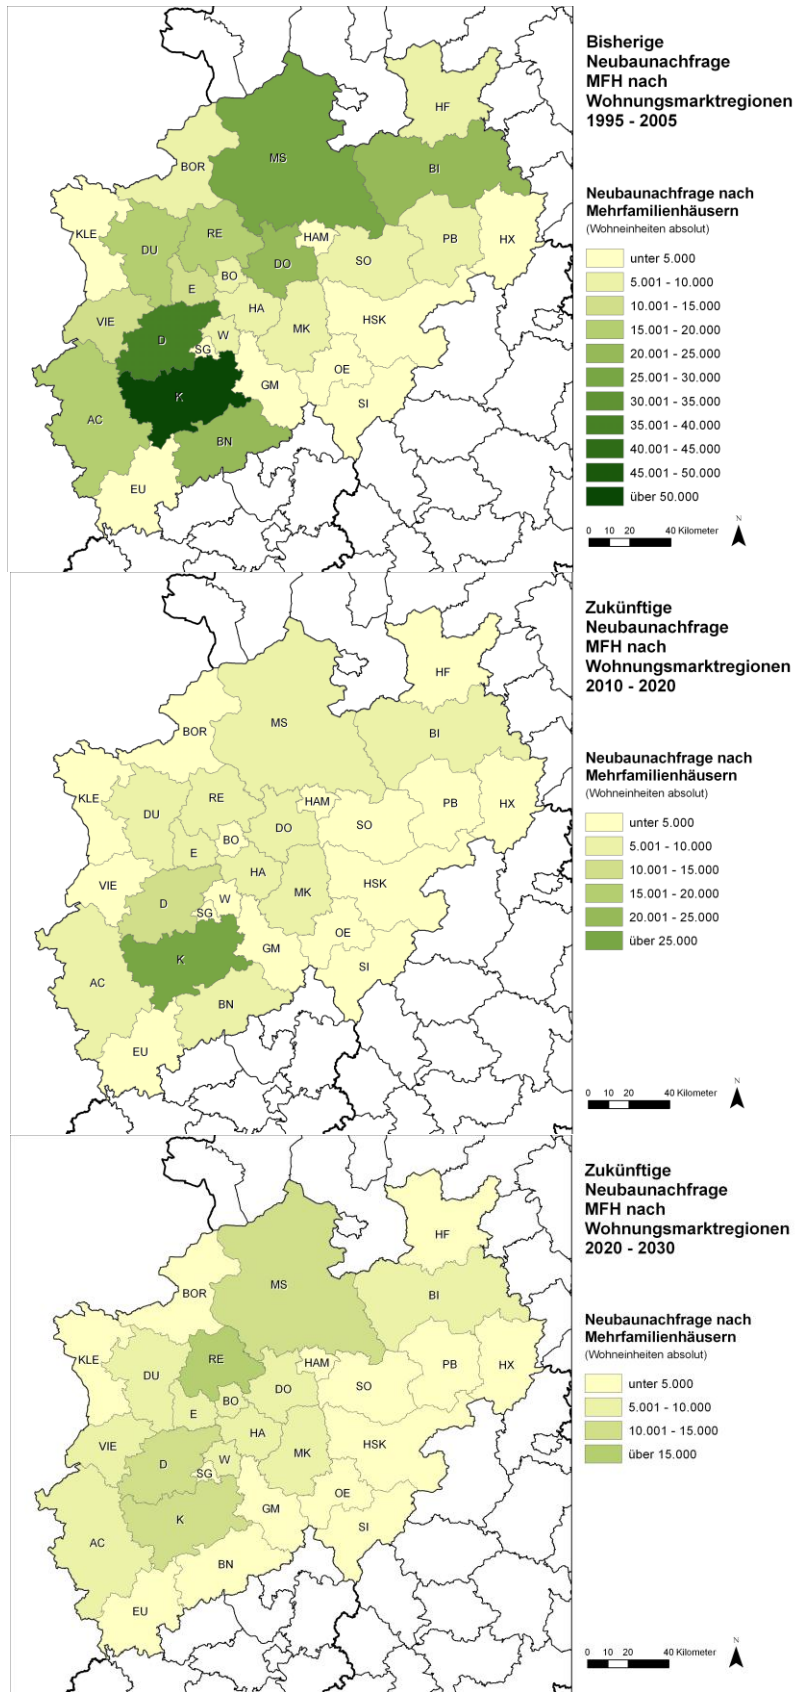 Bisherige
Neubaunachfrage
MFH nach
Wohnungsmarktregionen
1995 - 2005
Neubaunachfrage nach
Mehrfamilienhäusern
(Wohneinheiten absolut)
unter 5.000
5.001 - 10.000
10.001 - 15.000
15.001 - 20.000
20.001 - 25.000
25.001 - 30.000
30.001 - 35.000
35.001 - 40.000
40.001 - 45.000
45.001 - 50.000
über 50.000
0 10 20 40 Kilometer
N
HF
MS
BOR
BI
KLE
DU
RE
HAM
PB
HX
DO
SO
BO
E
HA
VIE
MK
HSK
D
W
SG
OE
GM
K
SI
AC
BN
EU
Zukünftige
Neubaunachfrage
MFH nach
Wohnungsmarktregionen
2010 - 2020
Neubaunachfrage nach
Mehrfamilienhäusern
(Wohneinheiten absolut)
unter 5.000
5.001 - 10.000
10.001 - 15.000
15.001 - 20.000
20.001 - 25.000
über 25.000
0 10 20 40 Kilometer
N
HF
MS
BOR
BI
KLE
DU
RE
HAM
PB
HX
DO
SO
BO
E
HA
VIE
MK
HSK
D
W
SG
OE
GM
K
SI
AC
BN
EU
Zukünftige
Neubaunachfrage
MFH nach
Wohnungsmarktregionen
2020 - 2030
Neubaunachfrage nach
Mehrfamilienhäusern
(Wohneinheiten absolut)
unter 5.000
5.001 - 10.000
10.001 - 15.000
über 15.000
0 10 20 40 Kilometer
N
HF
MS
BOR
BI
KLE
DU
RE
HAM
PB
HX
DO
SO
BO
E
HA
VIE
MK
HSK
D
W
SG
OE
GM
K
SI
AC
BN
EU